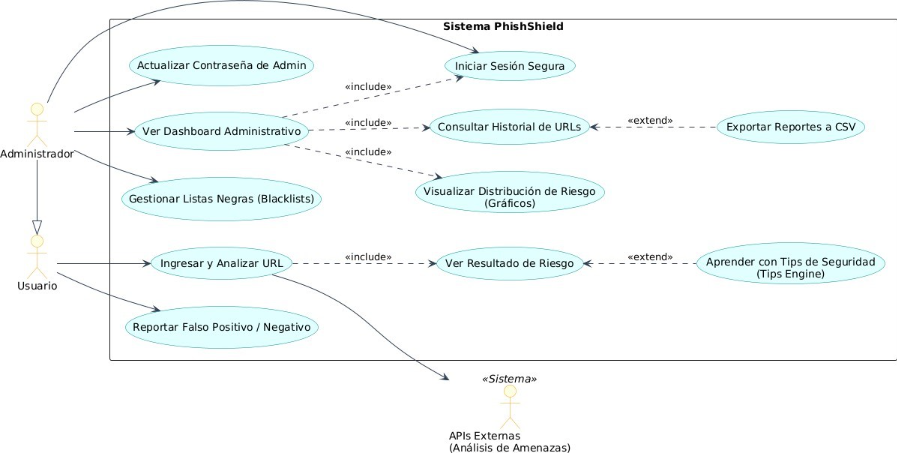 Sistema PhishShield
Actualizar Contraseña de Admin
Iniciar Sesión Segura
«include»
Administrador
Ver Dashboard Administrativo
«include»
Consultar Historial de URLs
«extend»
Exportar Reportes a CSV
«include»
Gestionar Listas Negras (Blacklists)
Visualizar Distribución de Riesgo
(Gráficos)
Usuario
Ingresar y Analizar URL
«include»
Ver Resultado de Riesgo
«extend»
Aprender con Tips de Seguridad
(Tips Engine)
Reportar Falso Positivo / Negativo
«Sistema»
APIs Externas
(Análisis de Amenazas)